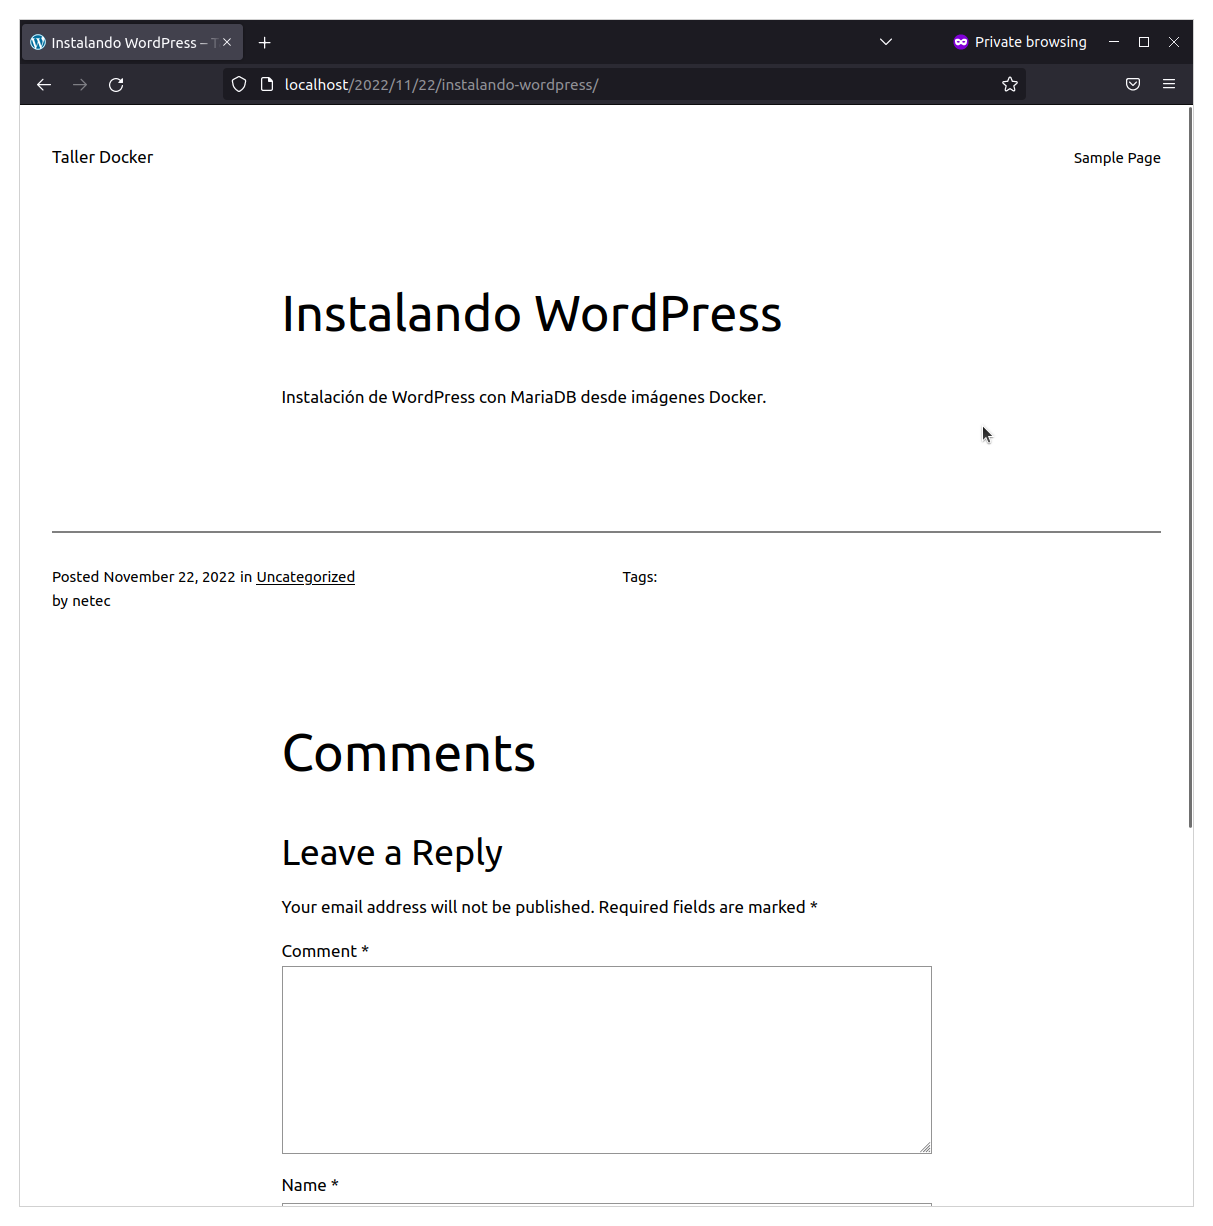 Instalando WordPress – T
Private browsing
localhost/2022/11/22/instalando-wordpress/
Taller Docker
Sample Page
Instalando WordPress
Instalación de WordPress con MariaDB desde imágenes Docker.
Posted November 22, 2022 in Uncategorized
by netec
Tags:
Comments
Leave a Reply
Your email address will not be published. Required fields are marked *
Comment *
Name *